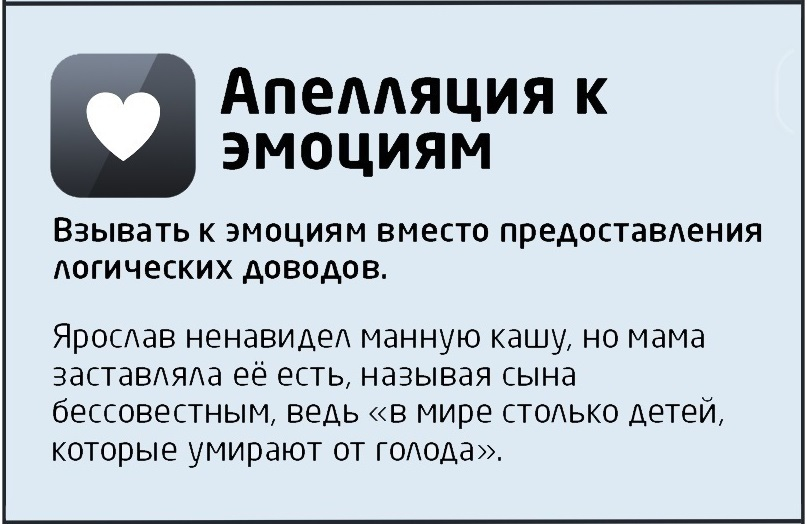 Апелляция к
эмоциям
Взывать к эмоциям вместо предоставления
логических доводов.
Ярослав ненавидел манную кашу, но мама
заставляла её есть, называя сына
бессовестным, ведь «в мире столько детей,
которые умирают от голода».